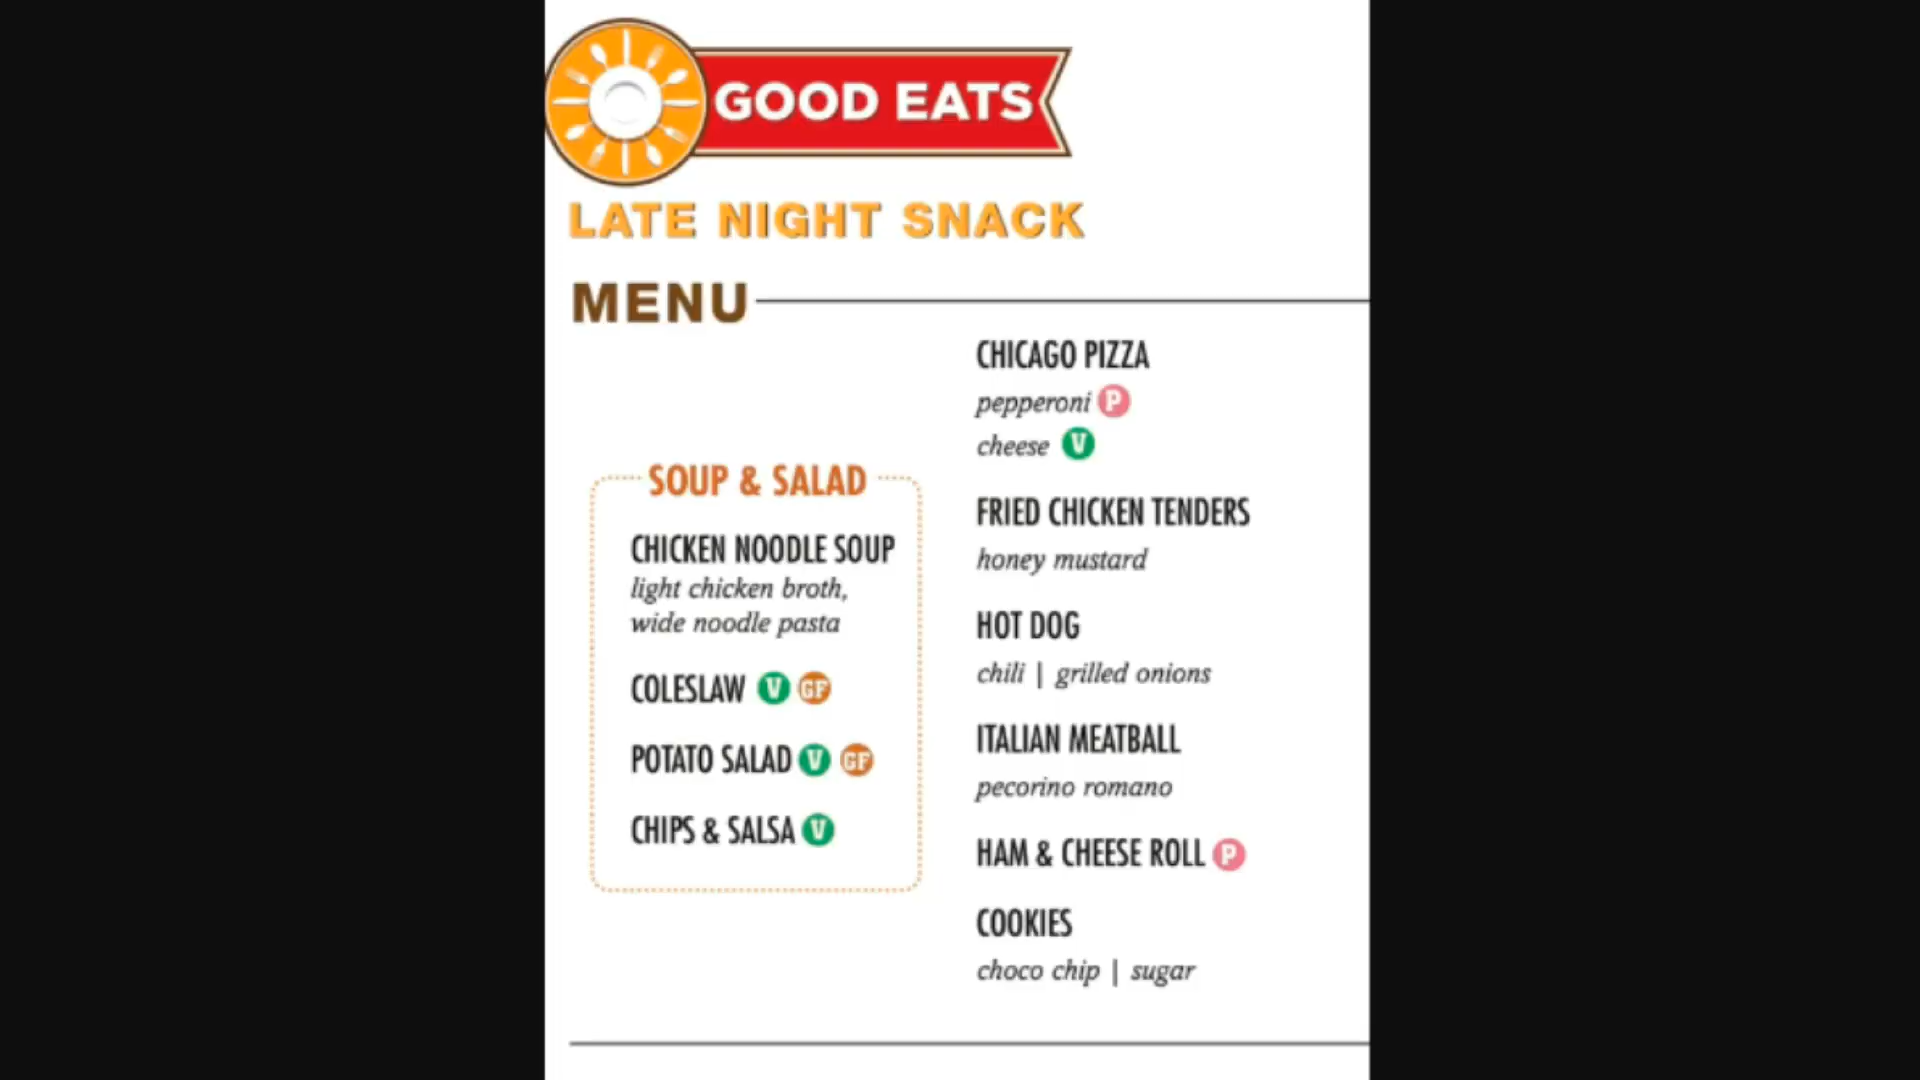 GOOD EATS
LATE NIGHT SNACK
MENU
SOUP & SALAD
CHICKEN NOODLE SOUP
light chicken broth,
wide noodle pasta
COLESLAW V GF
POTATO SALAD V GF
CHIPS & SALSA V
CHICAGO PIZZA
pepperoni P
cheese V
FRIED CHICKEN TENDERS
honey mustard
HOT DOG
chili | grilled onions
ITALIAN MEATBALL
pecorino romano
HAM & CHEESE ROLL P
COOKIES
choco chip | sugar